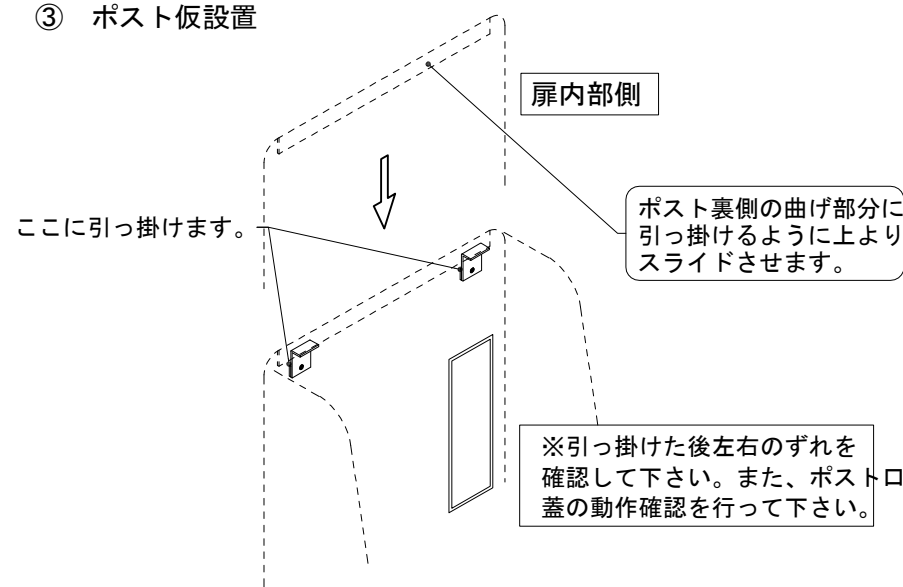 ③　ポスト仮設置
扉内部側
ポスト裏側の曲げ部分に
引っ掛けるように上より
スライドさせます。
ここに引っ掛けます。
※引っ掛けた後左右のずれを
確認して下さい。また、ポスト口
蓋の動作確認を行って下さい。